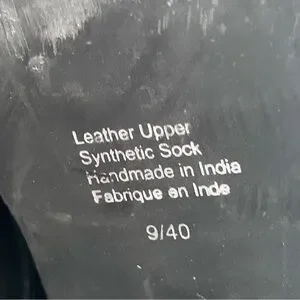 Leather Upper
Synthetic Sock
Handmade in India
Fabrique en Inde
9/40